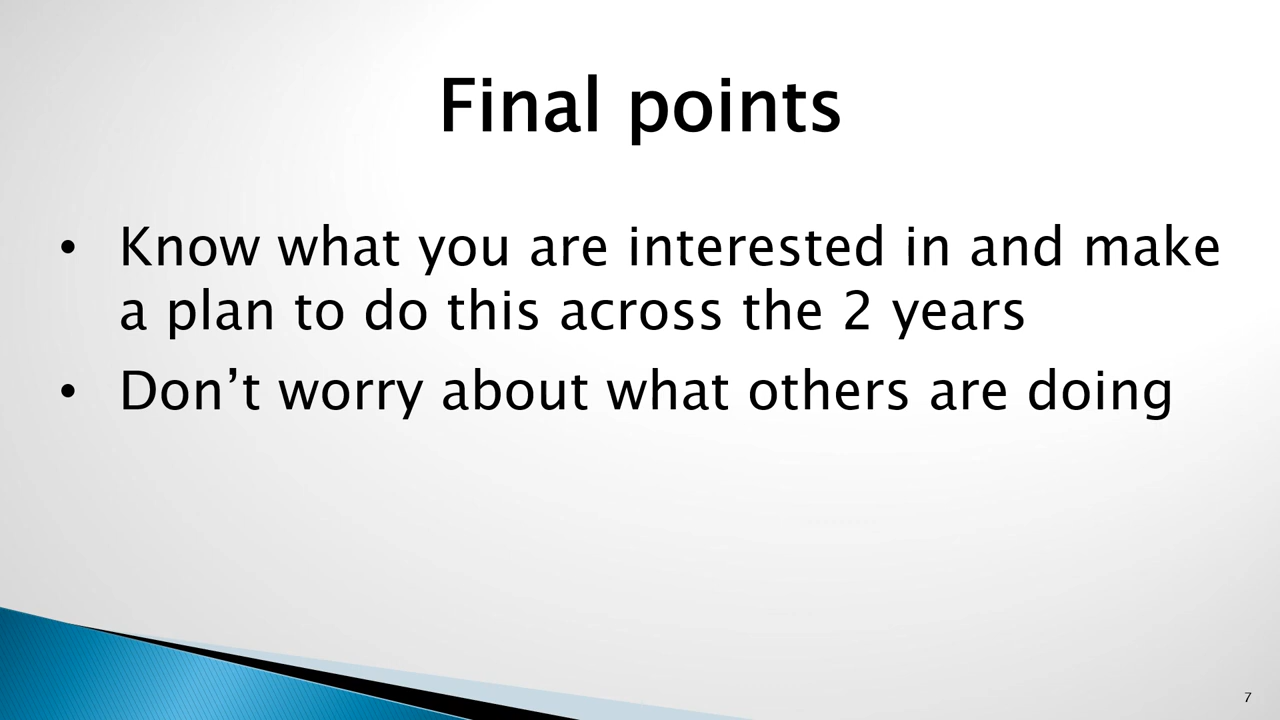 Final points
• Know what you are interested in and make
a plan to do this across the 2 years
• Don’t worry about what others are doing
7